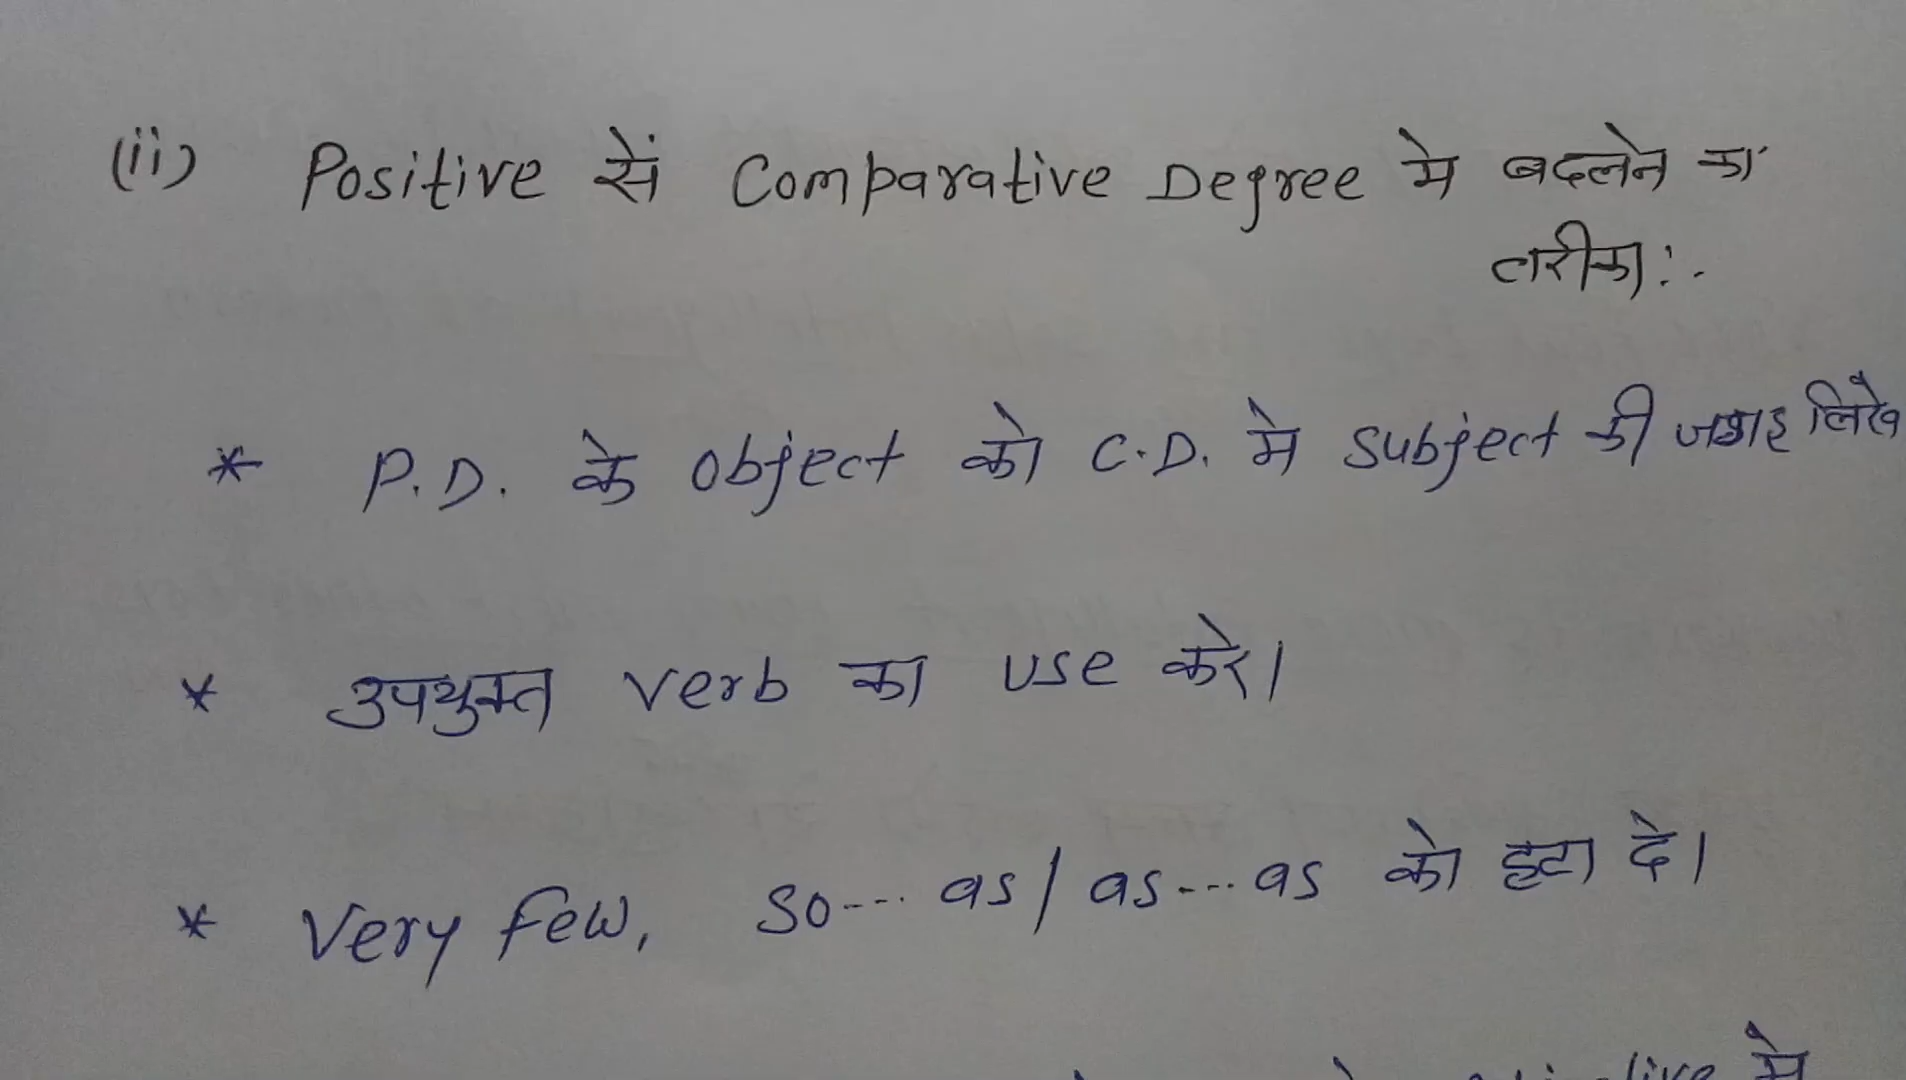 (ii) Positive सें Comparative Degree मे बदलेन का
तरीका:-
* P.D. के object को C.D. मे subject की जगह लिखे
* उपयुक्त verb का use करे।
* Very few, so--- as / as--- as को हटा दे।
मे